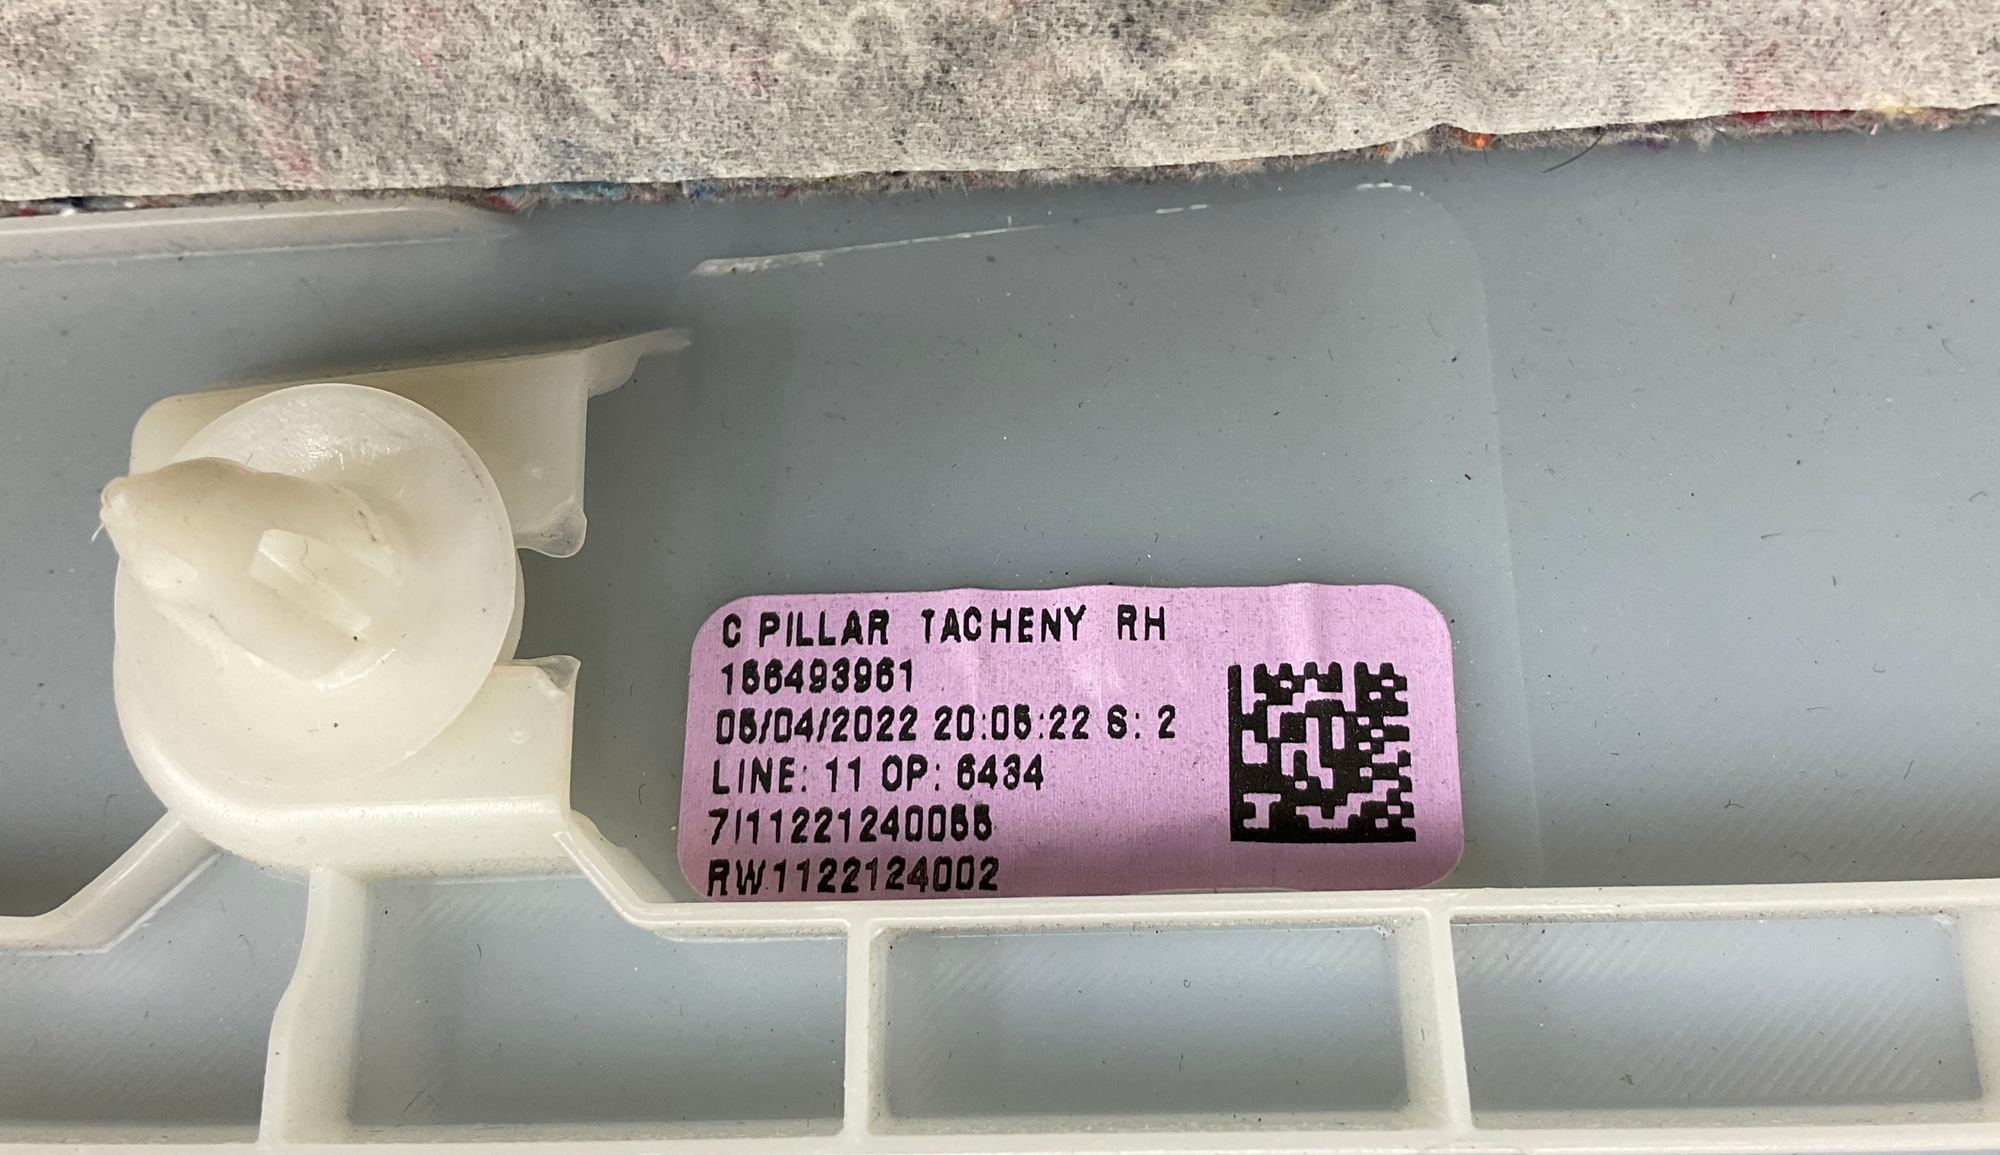 C PILLAR TACHENY RH
156493961
05/04/2022 20:05:22 S: 2
LINE: 11 OP: 6434
7I11221240055
RW1122124002